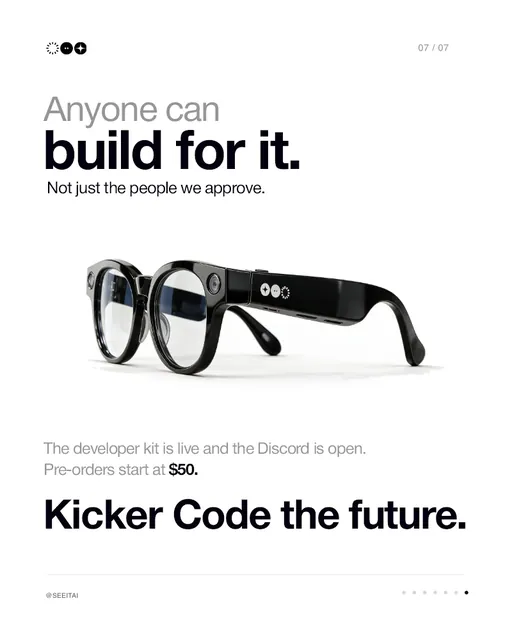 07 / 07
Anyone can
build for it.
Not just the people we approve.
The developer kit is live and the Discord is open.
Pre-orders start at $50.
Kicker Code the future.
@SEEITAI